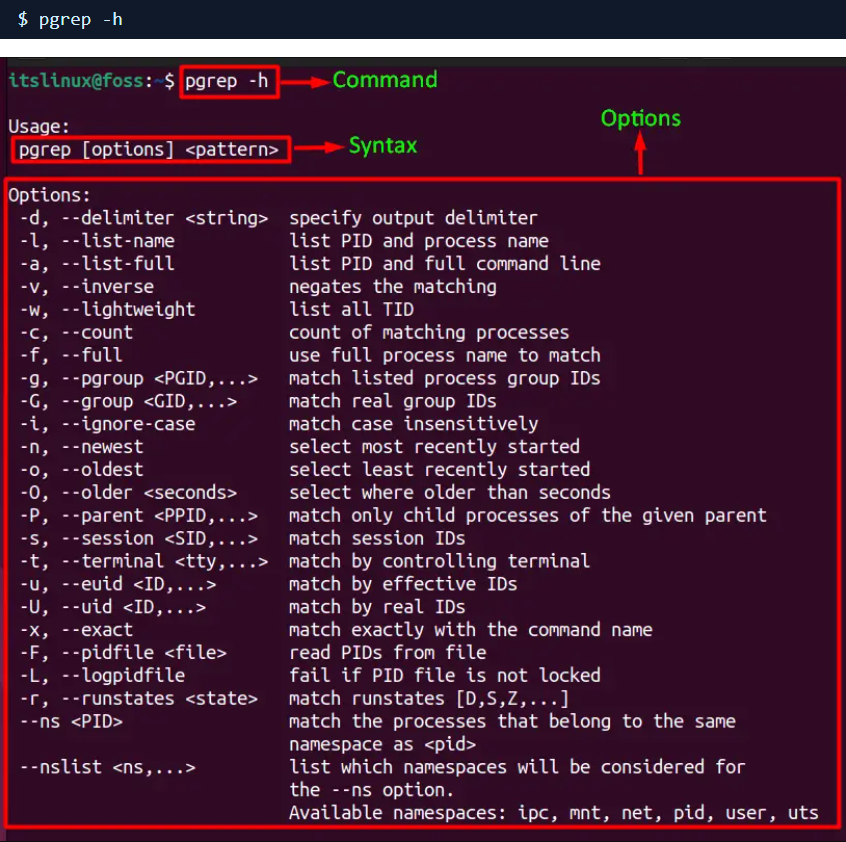 $ pgrep -h
itslinux@foss:~$ pgrep -h Command
Options
Usage:
pgrep [options] <pattern> Syntax
Options:
-d, --delimiter <string> specify output delimiter
-l, --list-name list PID and process name
-a, --list-full list PID and full command line
-v, --inverse negates the matching
-w, --lightweight list all TID
-c, --count count of matching processes
-f, --full use full process name to match
-g, --pgroup <PGID,...> match listed process group IDs
-G, --group <GID,...> match real group IDs
-i, --ignore-case match case insensitively
-n, --newest select most recently started
-o, --oldest select least recently started
-O, --older <seconds> select where older than seconds
-P, --parent <PPID,...> match only child processes of the given parent
-s, --session <SID,...> match session IDs
-t, --terminal <tty,...> match by controlling terminal
-u, --euid <ID,...> match by effective IDs
-U, --uid <ID,...> match by real IDs
-x, --exact match exactly with the command name
-F, --pidfile <file> read PIDs from file
-L, --logpidfile fail if PID file is not locked
-r, --runstates <state> match runstates [D,S,Z,...]
--ns <PID> match the processes that belong to the same
namespace as <pid>
--nslist <ns,...> list which namespaces will be considered for
the --ns option.
Available namespaces: ipc, mnt, net, pid, user, uts